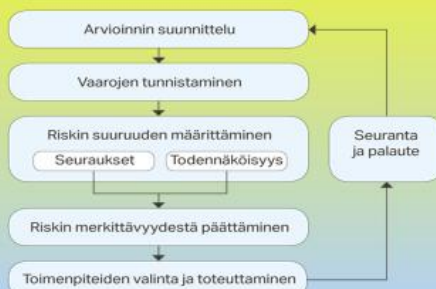 Arvioinnin suunnittelu
Vaarojen tunnistaminen
Riskin suuruuden määrittäminen
Seuraukset
Todennäköisyys
Riskin merkittävyydestä päättäminen
Toimenpiteiden valinta ja toteuttaminen
Seuranta
ja palaute